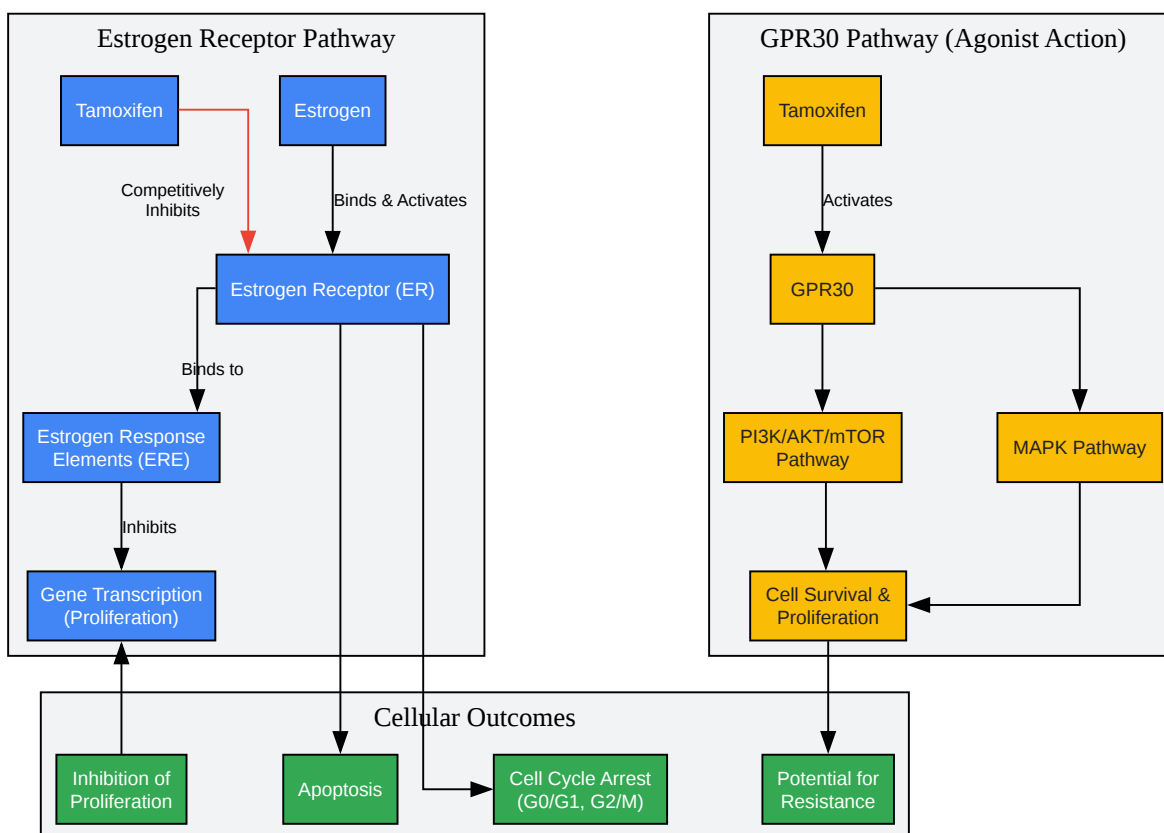 Estrogen Receptor Pathway
Tamoxifen
Estrogen
Competitively
Inhibits
Binds & Activates
Estrogen Receptor (ER)
Binds to
Estrogen Response
Elements (ERE)
Inhibits
Gene Transcription
(Proliferation)
GPR30 Pathway (Agonist Action)
Tamoxifen
Activates
GPR30
PI3K/AKT/mTOR
Pathway
MAPK Pathway
Cell Survival &
Proliferation
Cellular Outcomes
Inhibition of
Proliferation
Apoptosis
Cell Cycle Arrest
(G0/G1, G2/M)
Potential for
Resistance